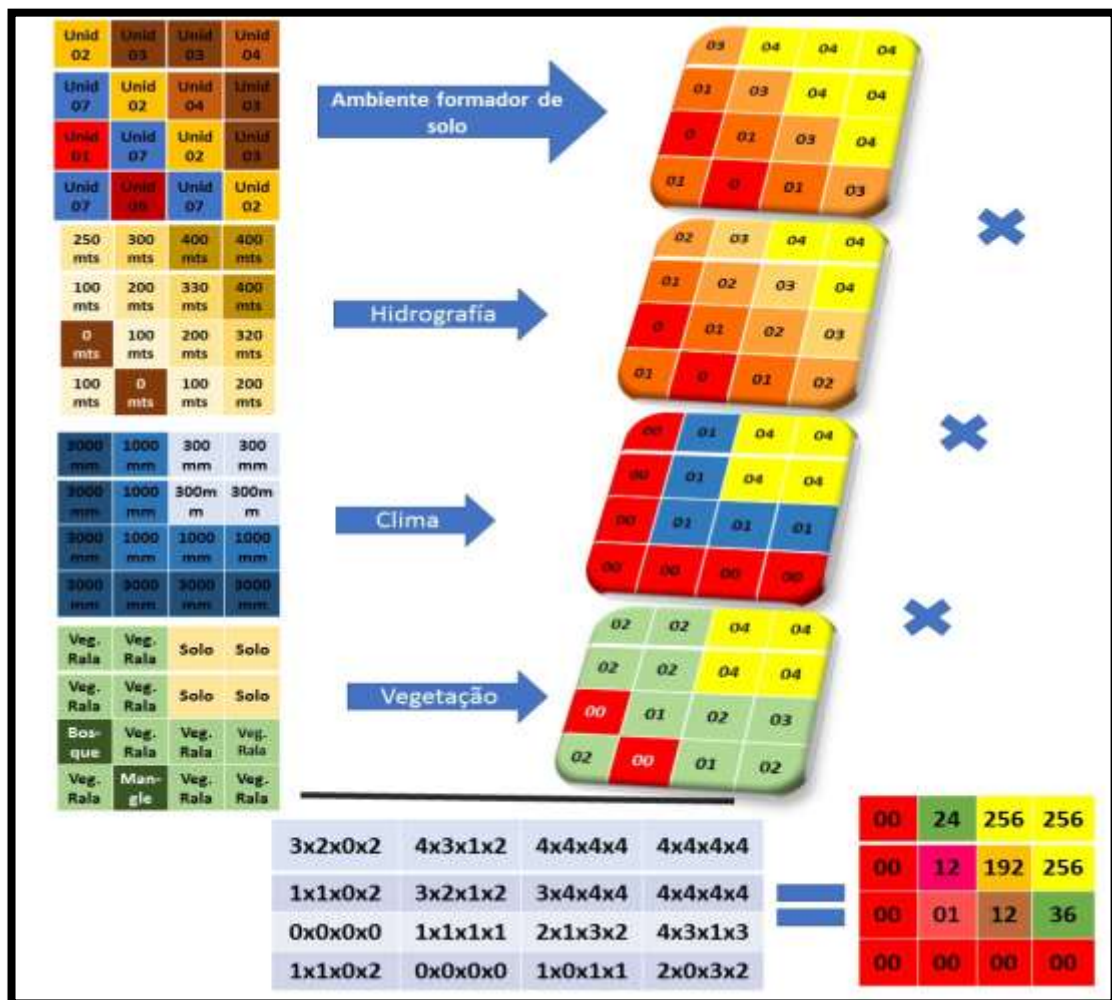 Unid Unid Unid Unid
02 03 03 04
Unid Unid Unid Unid
07 02 04 03
Unid Unid Unid Unid
01 07 02 03
Unid Unid Unid Unid
07 07 02
Ambiente formador de
solo
03 04 04 04
01 03 04 04
0 01 03 04
01 0 01 03
250 300 400 400
mts mts mts mts
100 200 330 400
mts mts mts mts
0 100 200 320
mts mts mts mts
100 0 100 200
mts mts mts mts
Hidrografía
02 03 04 04
01 02 03 04
0 01 02 03
01 0 01 02
3000 1000 300 300
mm mm mm mm
3000 1000 300m 300m
mm mm m m
3000 1000 1000 1000
mm mm mm mm
3000 3000 3000 3000
mm mm mm mm
Clima
00 01 04 04
00 01 04 04
00 01 01 01
00 00 00 00
Veg. Veg. Solo Solo
Rala Rala
Veg. Veg. Solo Solo
Rala Rala
Bos- Veg. Veg. Veg.
que Rala Rala Rala
Veg. Man- Veg. Veg.
Rala gle Rala Rala
Vegetação
02 02 04 04
02 02 04 04
00 01 02 03
02 00 01 02
3x2x0x2 4x3x1x2 4x4x4x4 4x4x4x4
1x1x0x2 3x2x1x2 3x4x4x4 4x4x4x4
0x0x0x0 1x1x1x1 2x1x3x2 4x3x1x3
1x1x0x2 0x0x0x0 1x0x1x1 2x0x3x2
00 24 256 256
00 12 192 256
00 01 12 36
00 00 00 00